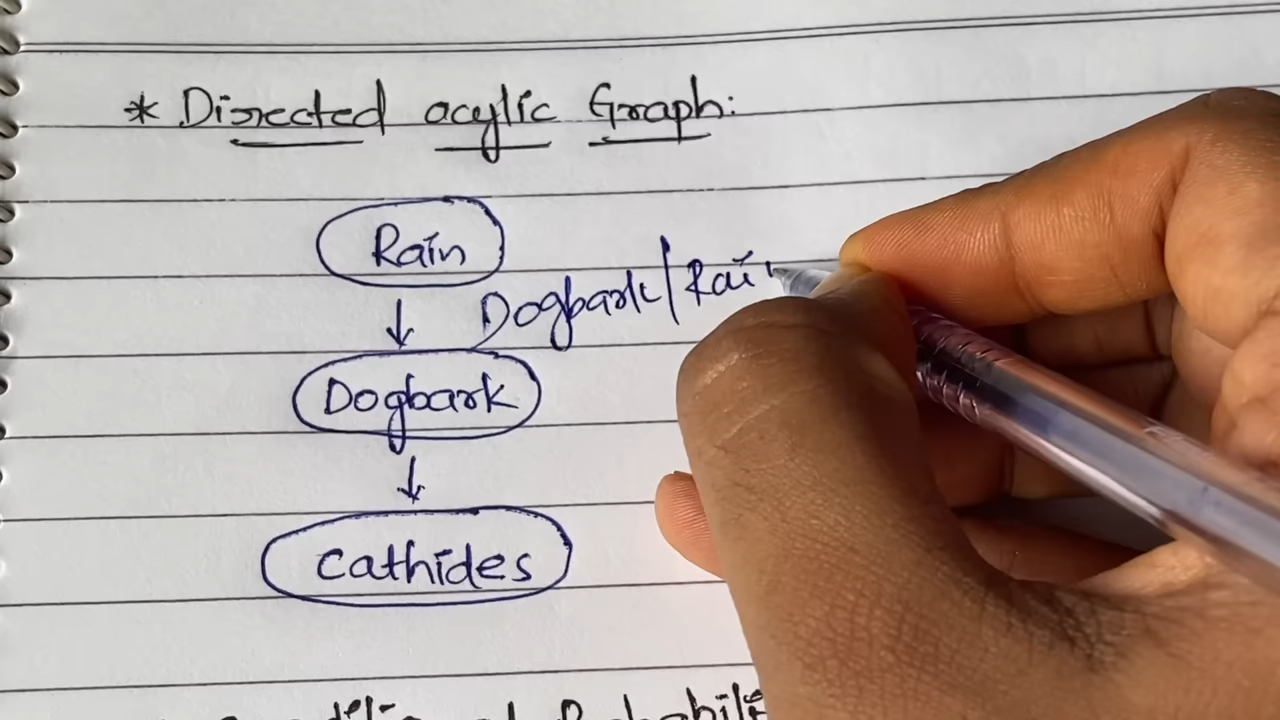 * Directed acylic Graph:
Rain
↓ Dogbark/Rai
Dogbark
↓
Cathides